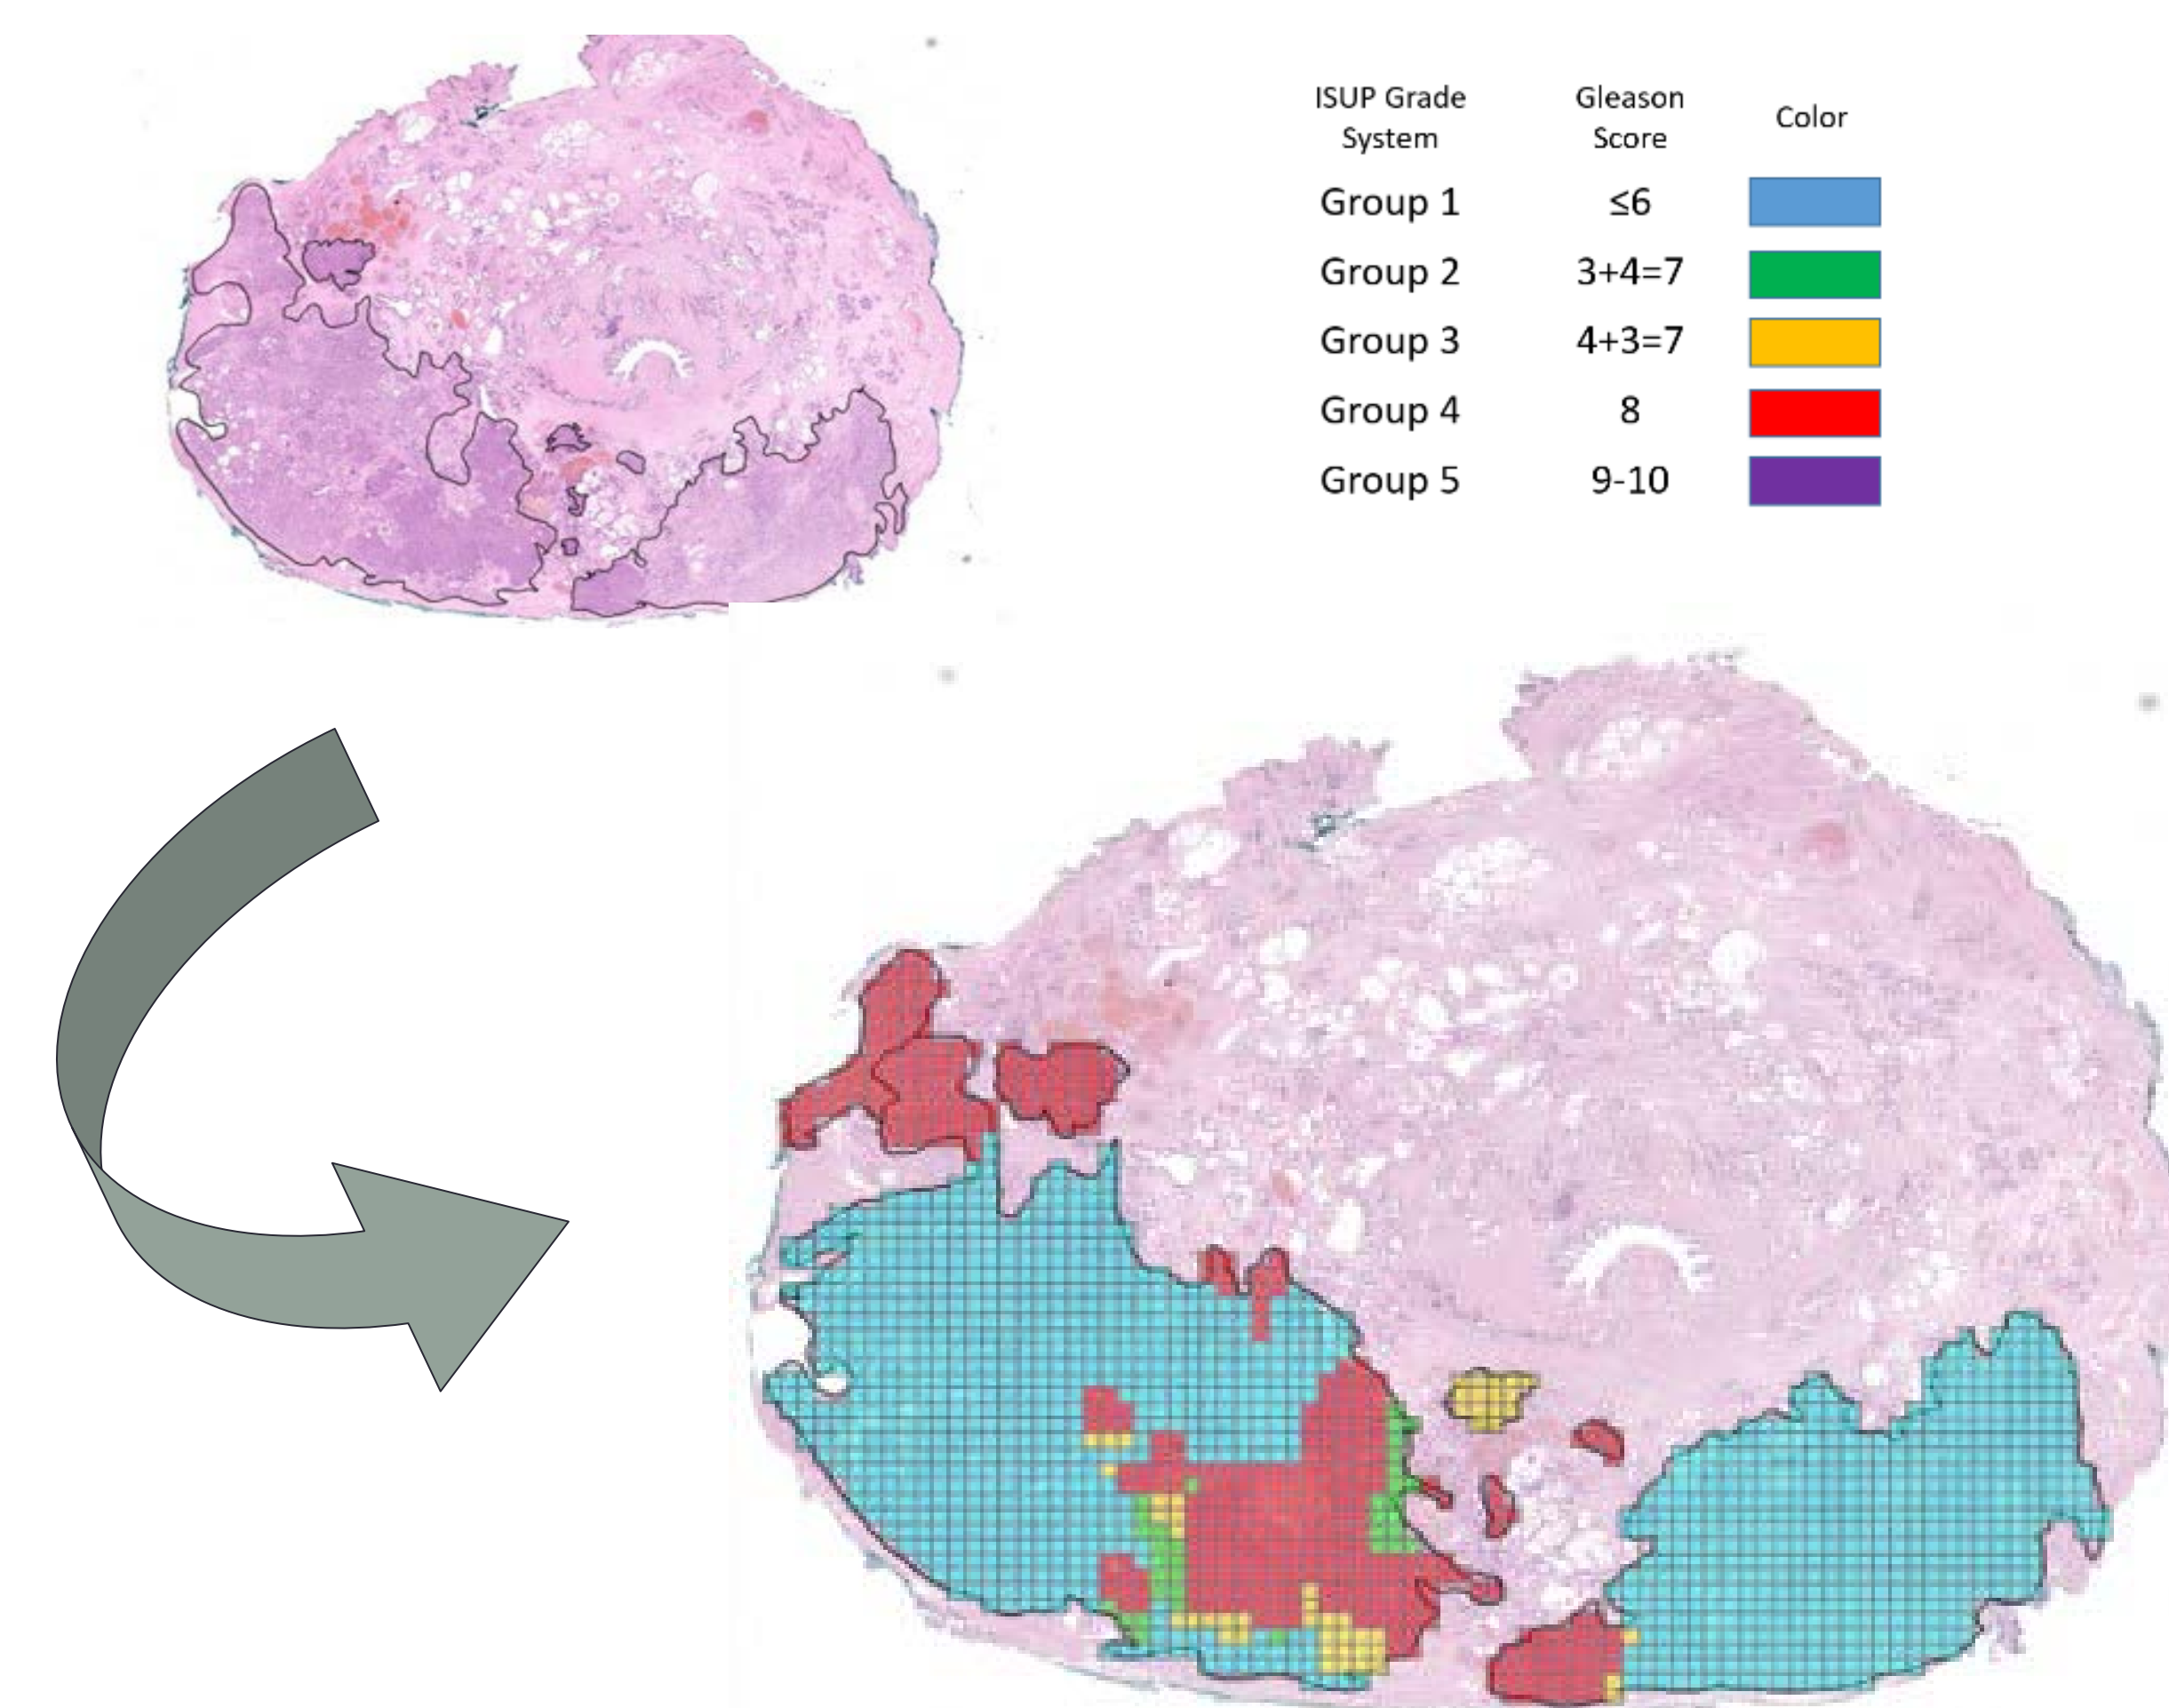 ISUP Grade System
Gleason Score
Color
Group 1 ≤6
Group 2 3+4=7
Group 3 4+3=7
Group 4 8
Group 5 9-10